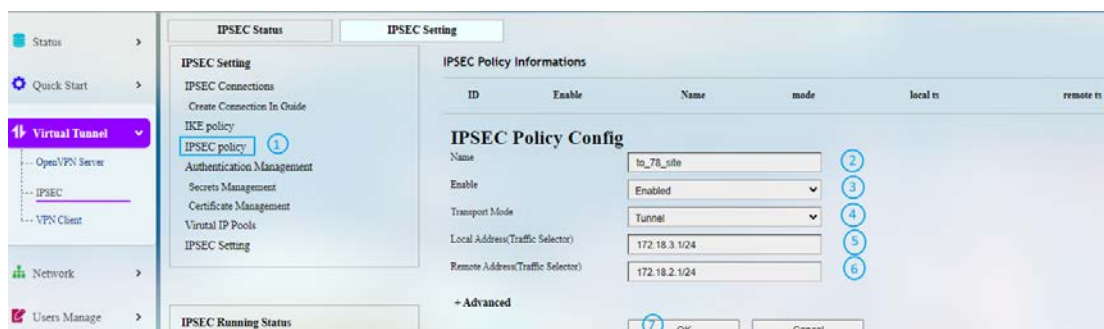 IPSEC Status
IPSEC Setting
Status
Quick Start
Virtual Tunnel
OpenVPN Server
IPSEC
VPN Client
Network
Users Manage
IPSEC Setting
IPSEC Connections
Create Connection In Guide
IKE policy
IPSEC policy 1
Authentication Management
Secrets Management
Certificate Management
Virutal IP Pools
IPSEC Setting
IPSEC Running Status
IPSEC Policy Informations
ID Enable Name mode local ts remote ts
IPSEC Policy Config
Name to_78_site 2
Enable Enabled 3
Transport Mode Tunnel 4
Local Address(Traffic Selector) 172.18.3.1/24 5
Remote Address(Traffic Selector) 172.18.2.1/24 6
+ Advanced
7 OK Cancel